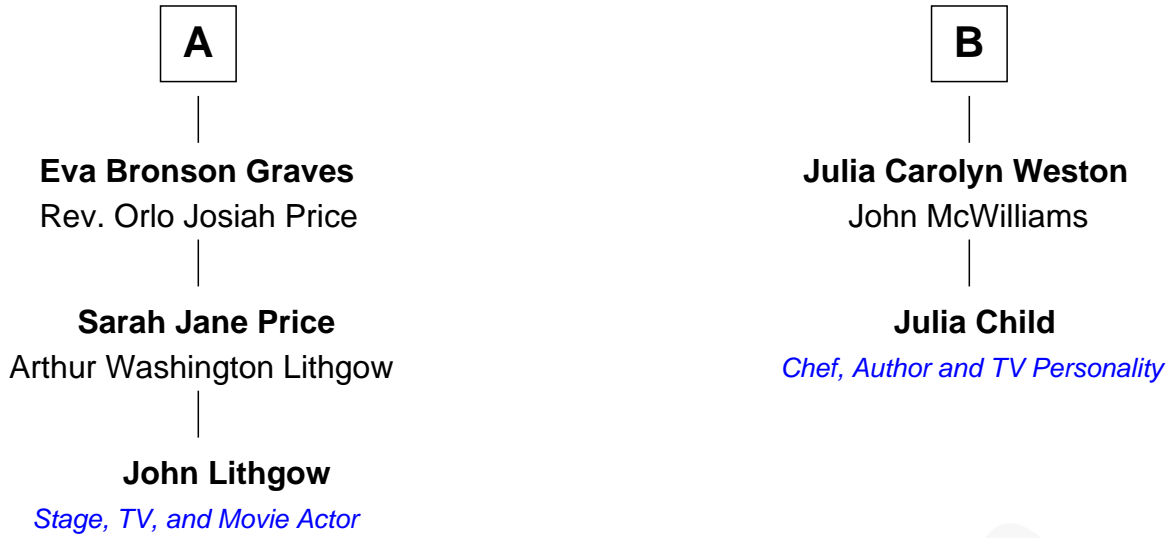 A
Eva Bronson Graves
Rev. Orlo Josiah Price
Sarah Jane Price
Arthur Washington Lithgow
John Lithgow
Stage, TV, and Movie Actor
B
Julia Carolyn Weston
John McWilliams
Julia Child
Chef, Author and TV Personality